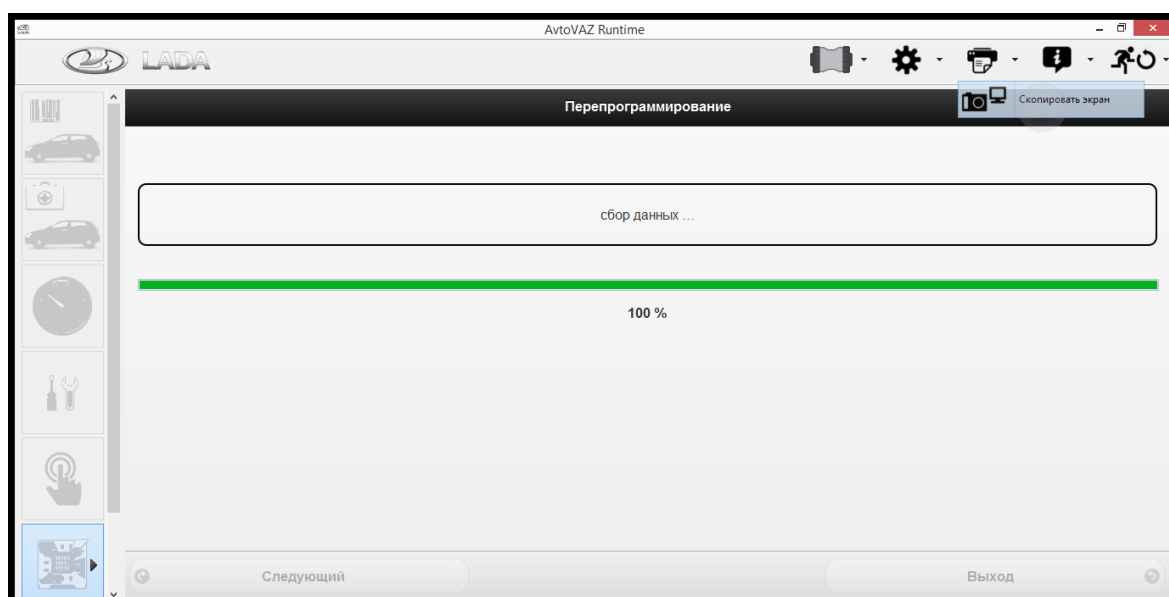 AvtoVAZ Runtime
LADA
Перепрограммирование
Скопировать экран
сбор данных ...
100 %
Следующий
Выход